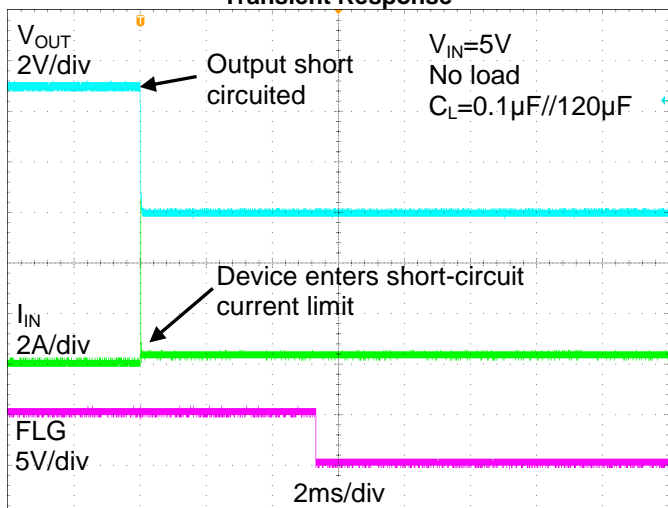 Transient Response
T
VOUT
2V/div
Output short
circuited
VIN=5V
No load
CL=0.1µF//120µF
Device enters short-circuit
current limit
IIN
2A/div
FLG
5V/div
2ms/div